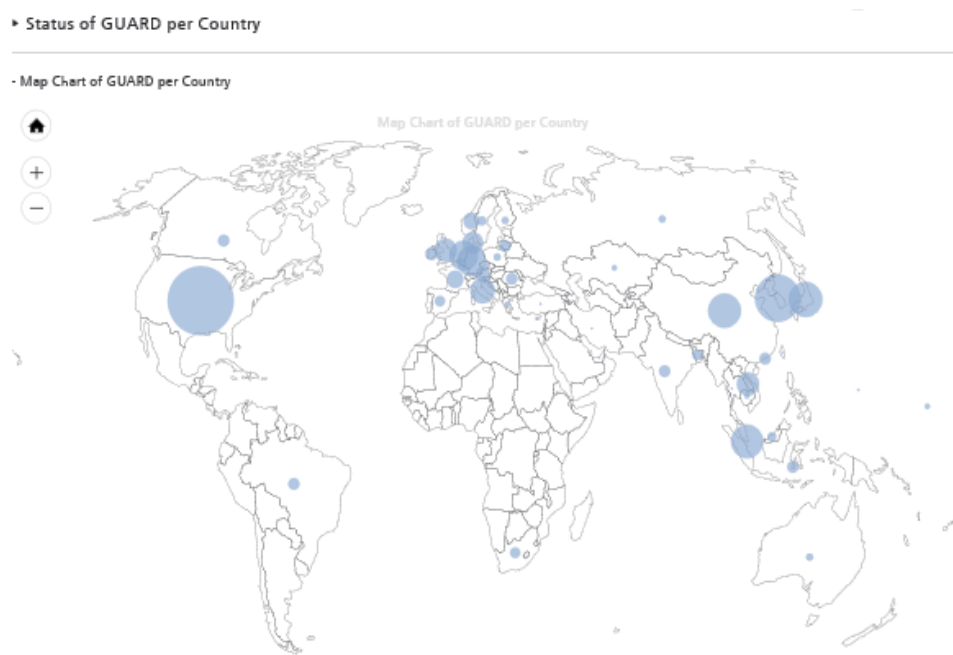 Status of GUARD per Country
- Map Chart of GUARD per Country
Map Chart of GUARD per Country